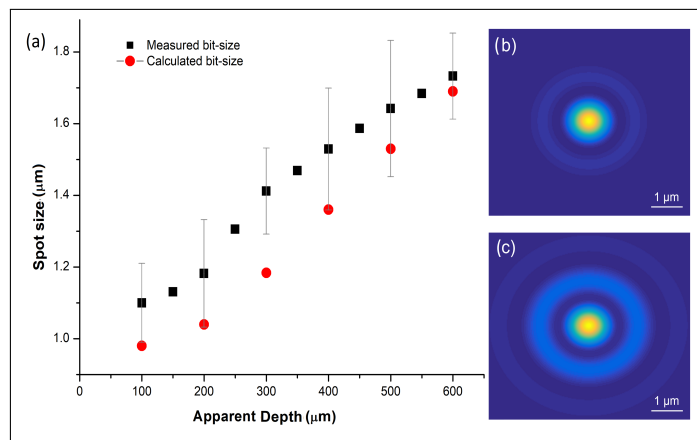 (a)
Measured bit-size
Calculated bit-size
Spot size (μm)
1.8
1.6
1.4
1.2
1.0
0
100
200
300
400
500
600
Apparent Depth (μm)
(b)
1 μm
(c)
1 μm